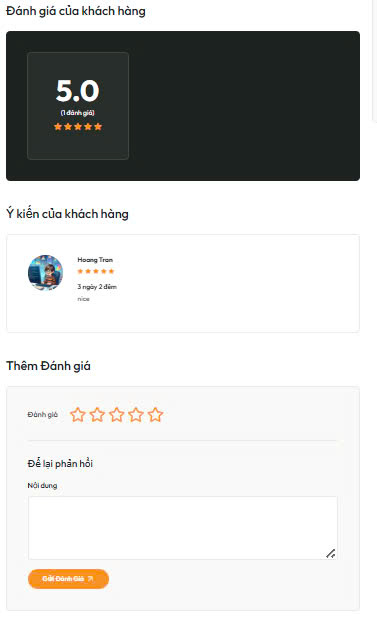 Đánh giá của khách hàng
5.0
(1 đánh giá)
Ý kiến của khách hàng
Hoang Tran
3 ngày 2 đêm
nice
Thêm Đánh giá
Đánh giá
Để lại phản hồi
Nội dung
Gửi Đánh Giá